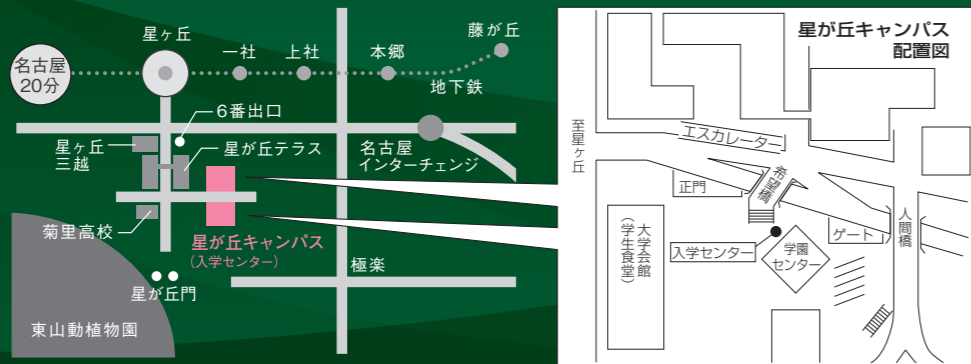 名古屋
20分
星ヶ丘
一社
上社
本郷
藤が丘
地下鉄
6番出口
星ヶ丘
三越
星が丘テラス
名古屋
インターチェンジ
菊里高校
星が丘キャンパス
(入学センター)
極楽
星が丘門
東山動植物園
星が丘キャンパス
配置図
至星ヶ丘
エスカレーター
正門
希望橋
人間橋
ゲート
大学会館
(学生食堂)
入学センター
学園
センター